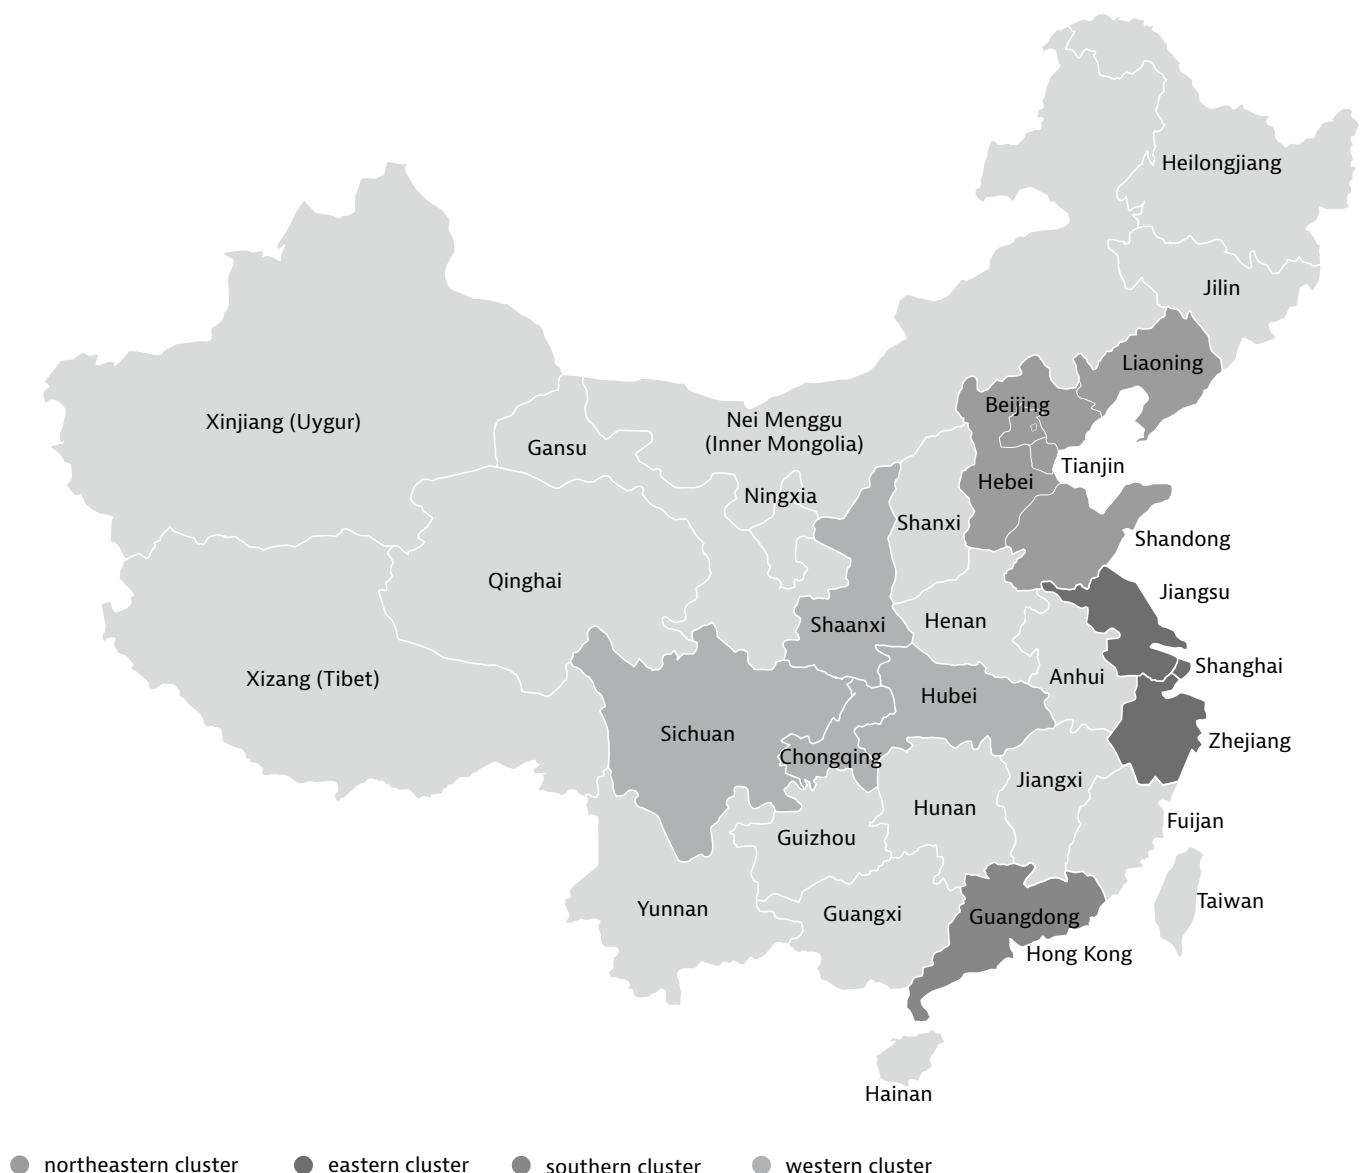 Heilongjiang
Jilin
Liaoning
Beijing
Xinjiang (Uygur)
Nei Menggu
(Inner Mongolia)
Gansu
Tianjin
Hebei
Ningxia
Shanxi
Shandong
Qinghai
Jiangsu
Shaanxi
Henan
Shanghai
Xizang (Tibet)
Anhui
Hubei
Sichuan
Zhejiang
Chongqing
Jiangxi
Hunan
Fuijan
Guizhou
Taiwan
Yunnan
Guangxi
Guangdong
Hong Kong
Hainan
northeastern cluster
eastern cluster
southern cluster
western cluster